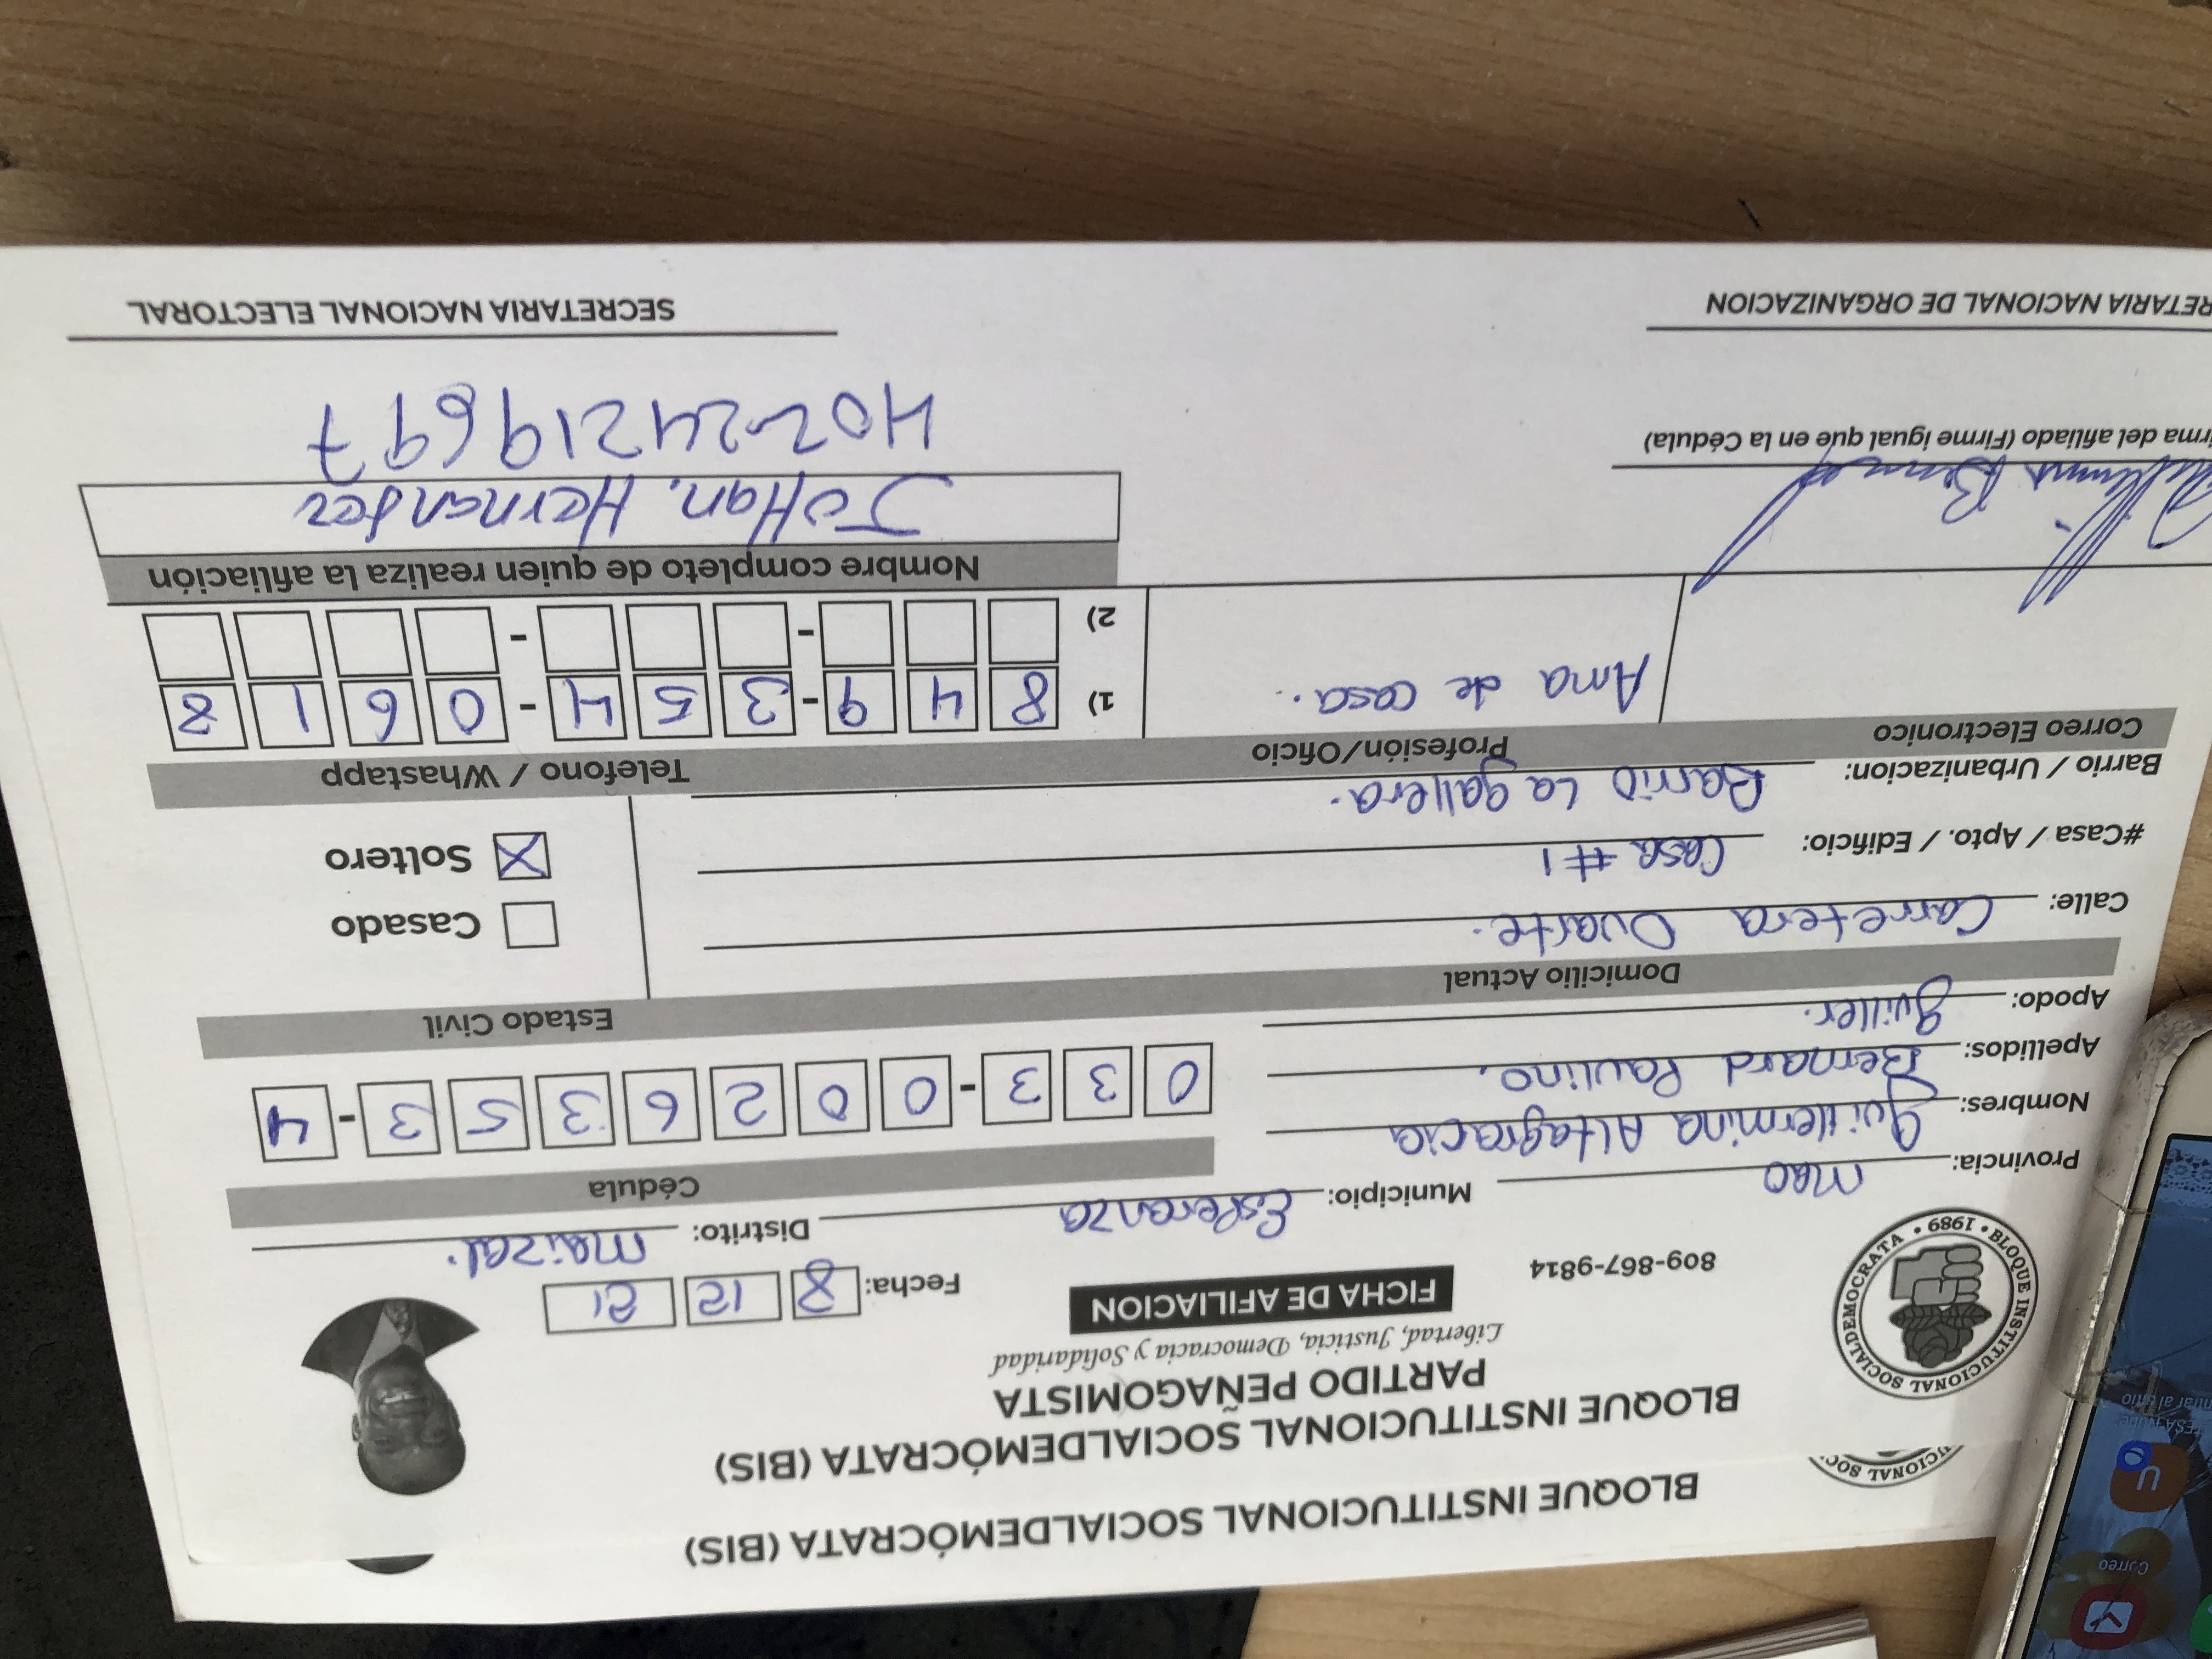 BLOQUE INSTITUCIONAL SOCIALDEMÓCRATA (BIS)
BLOQUE INSTITUCIONAL SOCIALDEMÓCRATA (BIS)
PARTIDO PEÑAGOMISTA
Libertad, Justicia, Democracia y Solidaridad
BLOQUE INSTITUCIONAL SOCIALDEMOCRATA • 1989 •
809-867-9814
FICHA DE AFILIACION
Fecha: 8 12 21
Provincia: Mao Municipio: Esperanza Distrito: Maizal.
Nombres: Guillermina Altagracia
Apellidos: Bernard Paulino.
Apodo: Guiller.
Cédula
0 3 3 - 0 0 2 6 3 5 3 - 4
Domicilio Actual
Estado Civil
Calle: Carretera Duarte.
#Casa / Apto. / Edificio: Casa #1
Barrio / Urbanizacion: Barrio La gallera.
Casado
X Soltero
Correo Electronico Profesión/Oficio Telefono / Whastapp
Ama de casa.
1) 8 4 9 - 3 5 4 - 0 6 1 8
2) - -
Nombre completo de quien realiza la afiliación
Johan. Hernandez
402-24219697
irma del afiliado (Firme igual que en la Cédula)
RETARIA NACIONAL DE ORGANIZACION
SECRETARIA NACIONAL ELECTORAL
Correo